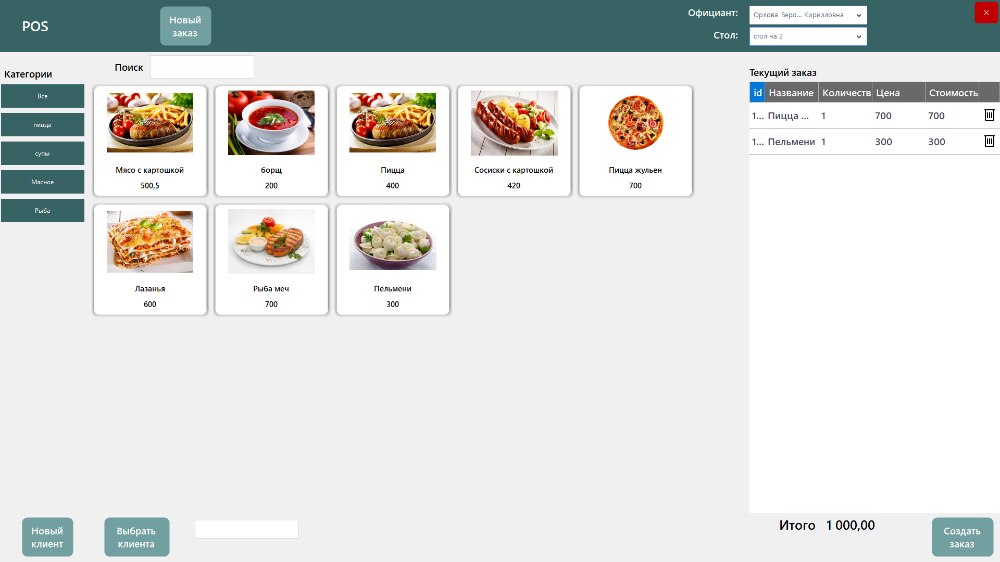 POS
Новый
заказ
Официант:
Орлова Веро... Кирилловна
Стол:
стол на 2
Категории
Все
пицца
супы
Мясное
Рыба
Поиск
Мясо с картошкой
500,5
борщ
200
Пицца
400
Сосиски с картошкой
420
Пицца жульен
700
Лазанья
600
Рыба меч
700
Пельмени
300
Текущий заказ
id Название Количеств Цена Стоимость
1... Пицца ... 1 700 700
1... Пельмени 1 300 300
Новый
клиент
Выбрать
клиента
Итого 1 000,00
Создать
заказ